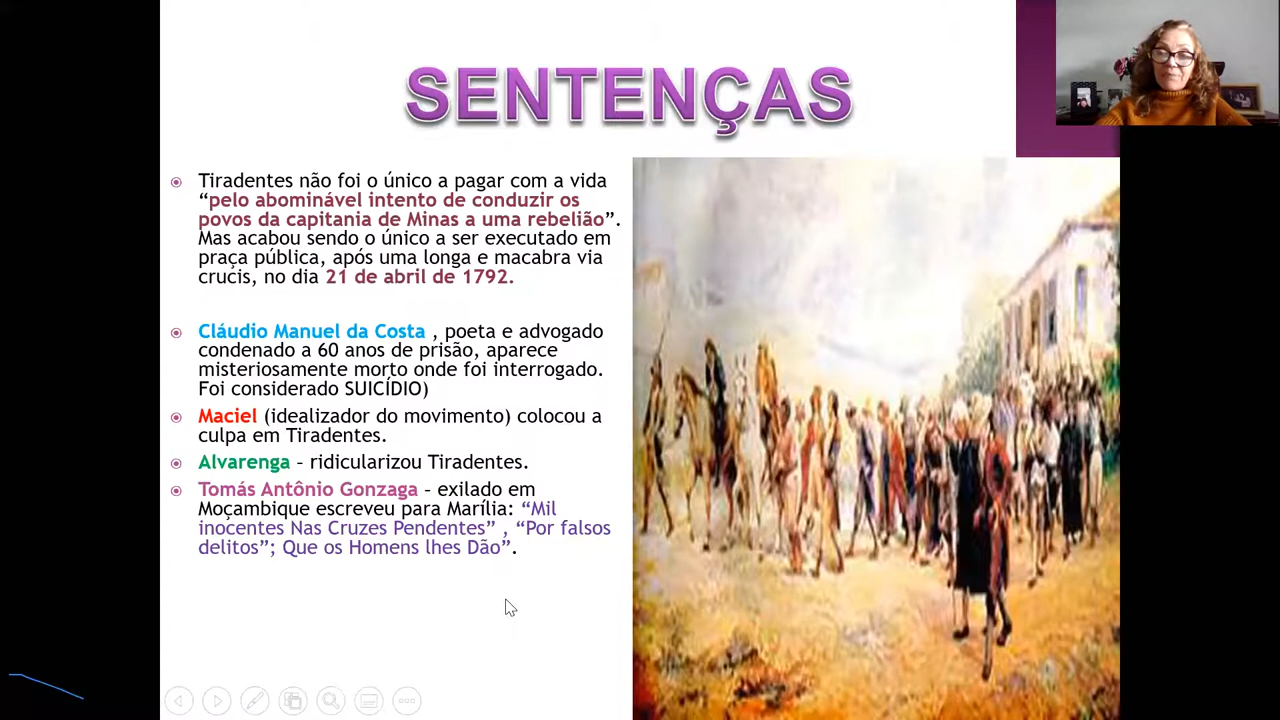 SENTENÇAS
Tiradentes não foi o único a pagar com a vida
“pelo abominável intento de conduzir os
povos da capitania de Minas a uma rebelião”.
Mas acabou sendo o único a ser executado em
praça pública, após uma longa e macabra via
crucis, no dia 21 de abril de 1792.
Cláudio Manuel da Costa , poeta e advogado
condenado a 60 anos de prisão, aparece
misteriosamente morto onde foi interrogado.
Foi considerado SUICÍDIO)
Maciel (idealizador do movimento) colocou a
culpa em Tiradentes.
Alvarenga – ridicularizou Tiradentes.
Tomás Antônio Gonzaga – exilado em
Moçambique escreveu para Marília: “Mil
inocentes Nas Cruzes Pendentes” , “Por falsos
delitos”; Que os Homens lhes Dão”.